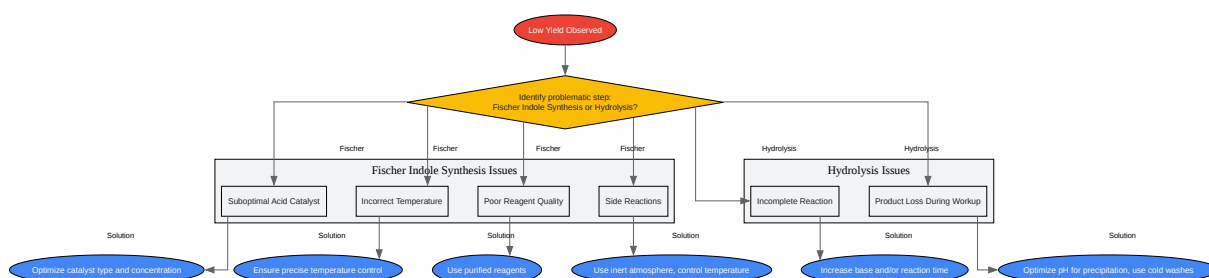 Low Yield Observed
Identify problematic step:
Fischer Indole Synthesis or Hydrolysis?
Fischer
Fischer
Fischer
Fischer
Hydrolysis
Hydrolysis
Fischer Indole Synthesis Issues
Hydrolysis Issues
Suboptimal Acid Catalyst
Incorrect Temperature
Poor Reagent Quality
Side Reactions
Incomplete Reaction
Product Loss During Workup
Solution
Solution
Solution
Solution
Solution
Solution
Optimize catalyst type and concentration
Ensure precise temperature control
Use purified reagents
Use inert atmosphere, control temperature
Increase base and/or reaction time
Optimize pH for precipitation, use cold washes